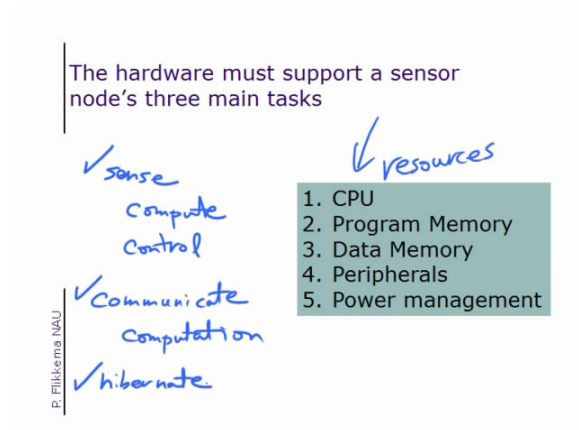 The hardware must support a sensor
node's three main tasks
✓ sense
compute
control
✓ communicate
computation
✓ hibernate.
resources
1. CPU
2. Program Memory
3. Data Memory
4. Peripherals
5. Power management
P. Flikkema NAU